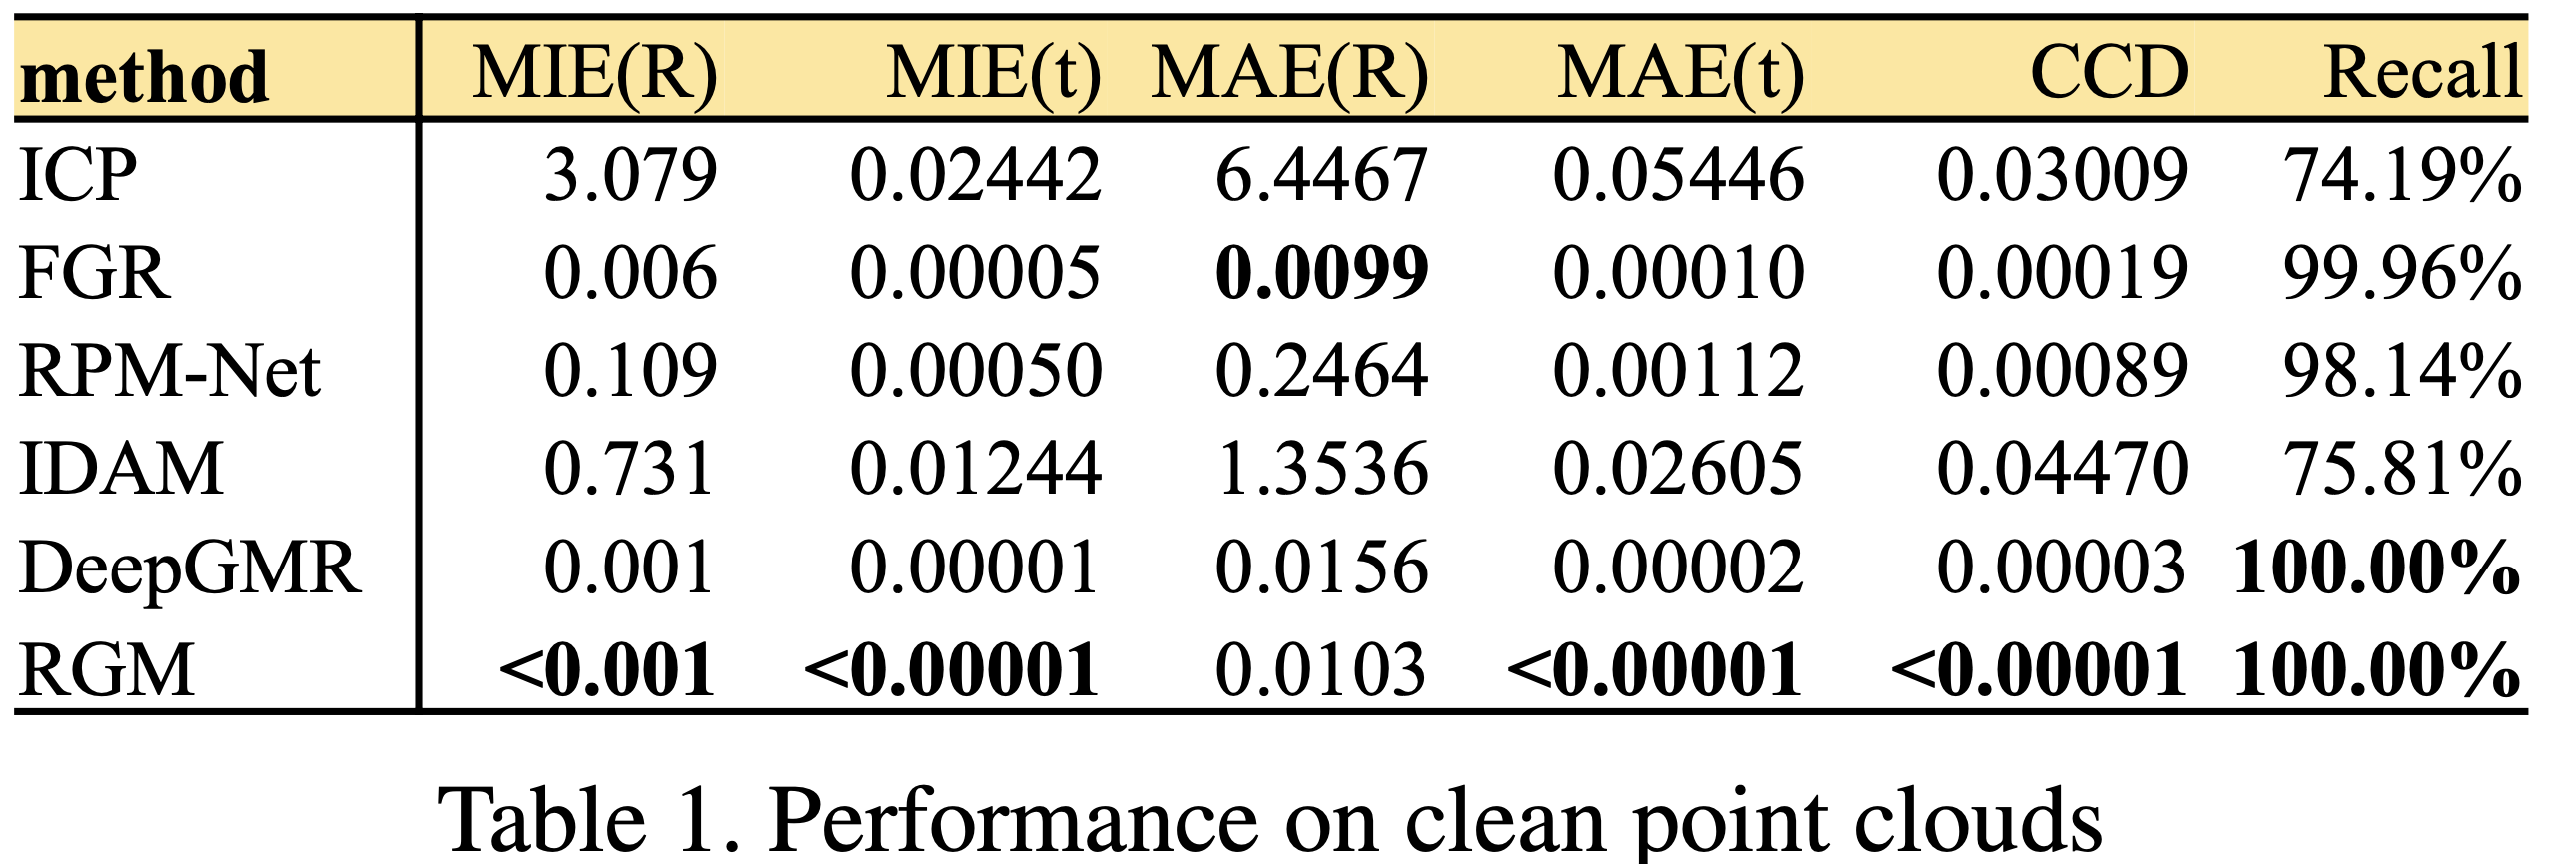 method MIE(R) MIE(t) MAE(R) MAE(t) CCD Recall
ICP 3.079 0.02442 6.4467 0.05446 0.03009 74.19%
FGR 0.006 0.00005 0.0099 0.00010 0.00019 99.96%
RPM-Net 0.109 0.00050 0.2464 0.00112 0.00089 98.14%
IDAM 0.731 0.01244 1.3536 0.02605 0.04470 75.81%
DeepGMR 0.001 0.00001 0.0156 0.00002 0.00003 100.00%
RGM <0.001 <0.00001 0.0103 <0.00001 <0.00001 100.00%
Table 1. Performance on clean point clouds